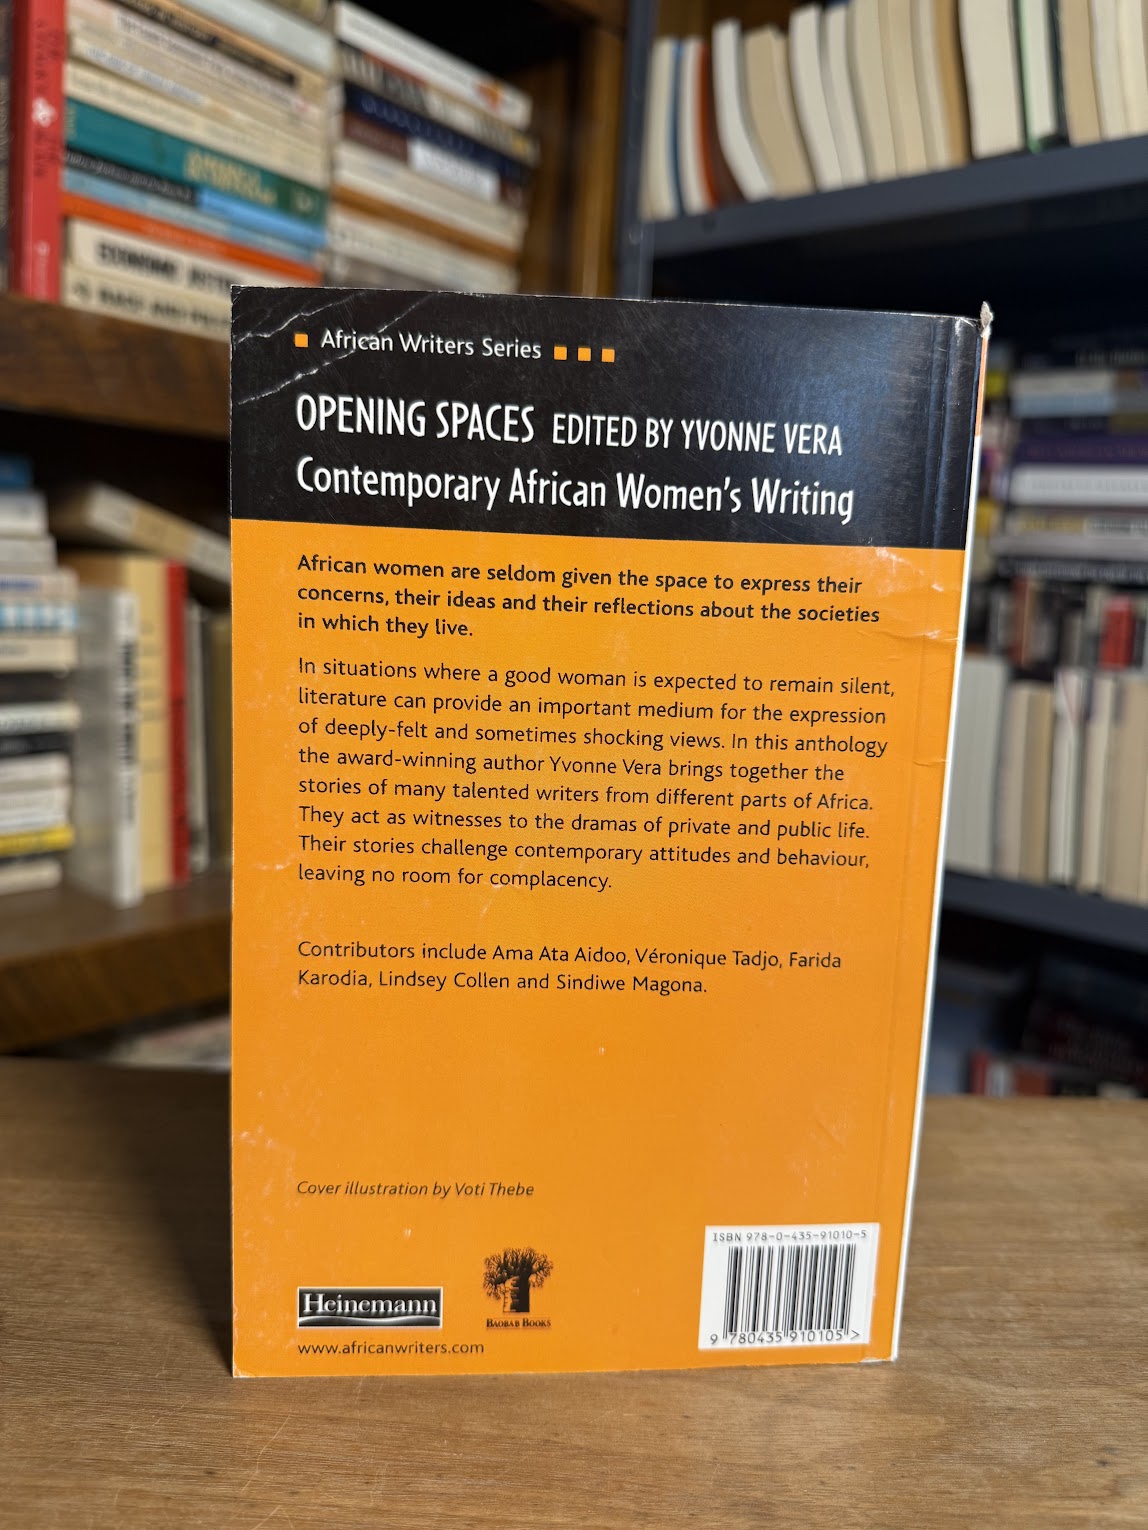 African Writers Series
OPENING SPACES EDITED BY YVONNE VERA
Contemporary African Women's Writing
African women are seldom given the space to express their
concerns, their ideas and their reflections about the societies
in which they live.
In situations where a good woman is expected to remain silent,
literature can provide an important medium for the expression
of deeply-felt and sometimes shocking views. In this anthology
the award-winning author Yvonne Vera brings together the
stories of many talented writers from different parts of Africa.
They act as witnesses to the dramas of private and public life.
Their stories challenge contemporary attitudes and behaviour,
leaving no room for complacency.
Contributors include Ama Ata Aidoo, Véronique Tadjo, Farida
Karodia, Lindsey Collen and Sindiwe Magona.
Cover illustration by Voti Thebe
ISBN 978-0-435-91010-5
9 780435 910105 >
Heinemann
BAOBAB BOOKS
www.africanwriters.com